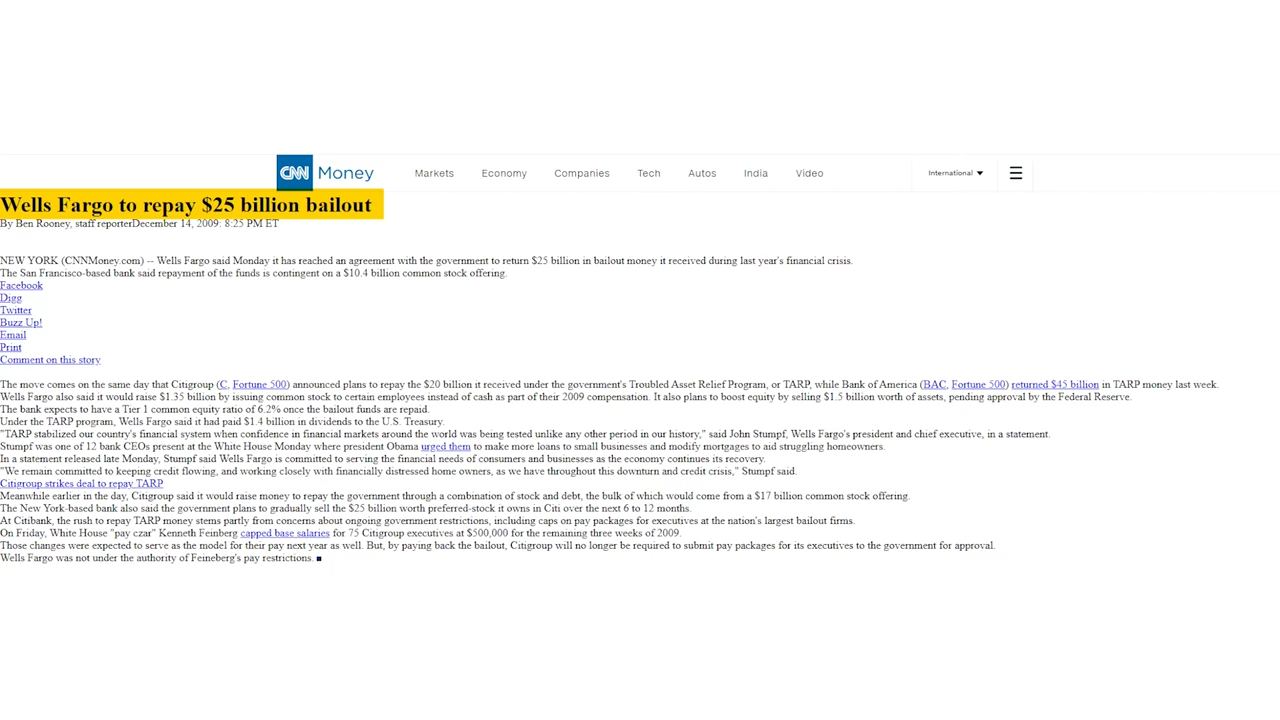 CNN Money Markets Economy Companies Tech Autos India Video International
Wells Fargo to repay $25 billion bailout
By Ben Rooney, staff reporterDecember 14, 2009: 8:25 PM ET
NEW YORK (CNNMoney.com) -- Wells Fargo said Monday it has reached an agreement with the government to return $25 billion in bailout money it received during last year's financial crisis.
The San Francisco-based bank said repayment of the funds is contingent on a $10.4 billion common stock offering.
Facebook
Digg
Twitter
Buzz Up!
Email
Print
Comment on this story
The move comes on the same day that Citigroup (C, Fortune 500) announced plans to repay the $20 billion it received under the government's Troubled Asset Relief Program, or TARP, while Bank of America (BAC, Fortune 500) returned $45 billion in TARP money last week.
Wells Fargo also said it would raise $1.35 billion by issuing common stock to certain employees instead of cash as part of their 2009 compensation. It also plans to boost equity by selling $1.5 billion worth of assets, pending approval by the Federal Reserve.
The bank expects to have a Tier 1 common equity ratio of 6.2% once the bailout funds are repaid.
Under the TARP program, Wells Fargo said it had paid $1.4 billion in dividends to the U.S. Treasury.
"TARP stabilized our country's financial system when confidence in financial markets around the world was being tested unlike any other period in our history," said John Stumpf, Wells Fargo's president and chief executive, in a statement.
Stumpf was one of 12 bank CEOs present at the White House Monday where president Obama urged them to make more loans to small businesses and modify mortgages to aid struggling homeowners.
In a statement released late Monday, Stumpf said Wells Fargo is committed to serving the financial needs of consumers and businesses as the economy continues its recovery.
"We remain committed to keeping credit flowing, and working closely with financially distressed home owners, as we have throughout this downturn and credit crisis," Stumpf said.
Citigroup strikes deal to repay TARP
Meanwhile earlier in the day, Citigroup said it would raise money to repay the government through a combination of stock and debt, the bulk of which would come from a $17 billion common stock offering.
The New York-based bank also said the government plans to gradually sell the $25 billion worth preferred-stock it owns in Citi over the next 6 to 12 months.
At Citibank, the rush to repay TARP money stems partly from concerns about ongoing government restrictions, including caps on pay packages for executives at the nation's largest bailout firms.
On Friday, White House "pay czar" Kenneth Feinberg capped base salaries for 75 Citigroup executives at $500,000 for the remaining three weeks of 2009.
Those changes were expected to serve as the model for their pay next year as well. But, by paying back the bailout, Citigroup will no longer be required to submit pay packages for its executives to the government for approval.
Wells Fargo was not under the authority of Feineberg's pay restrictions.